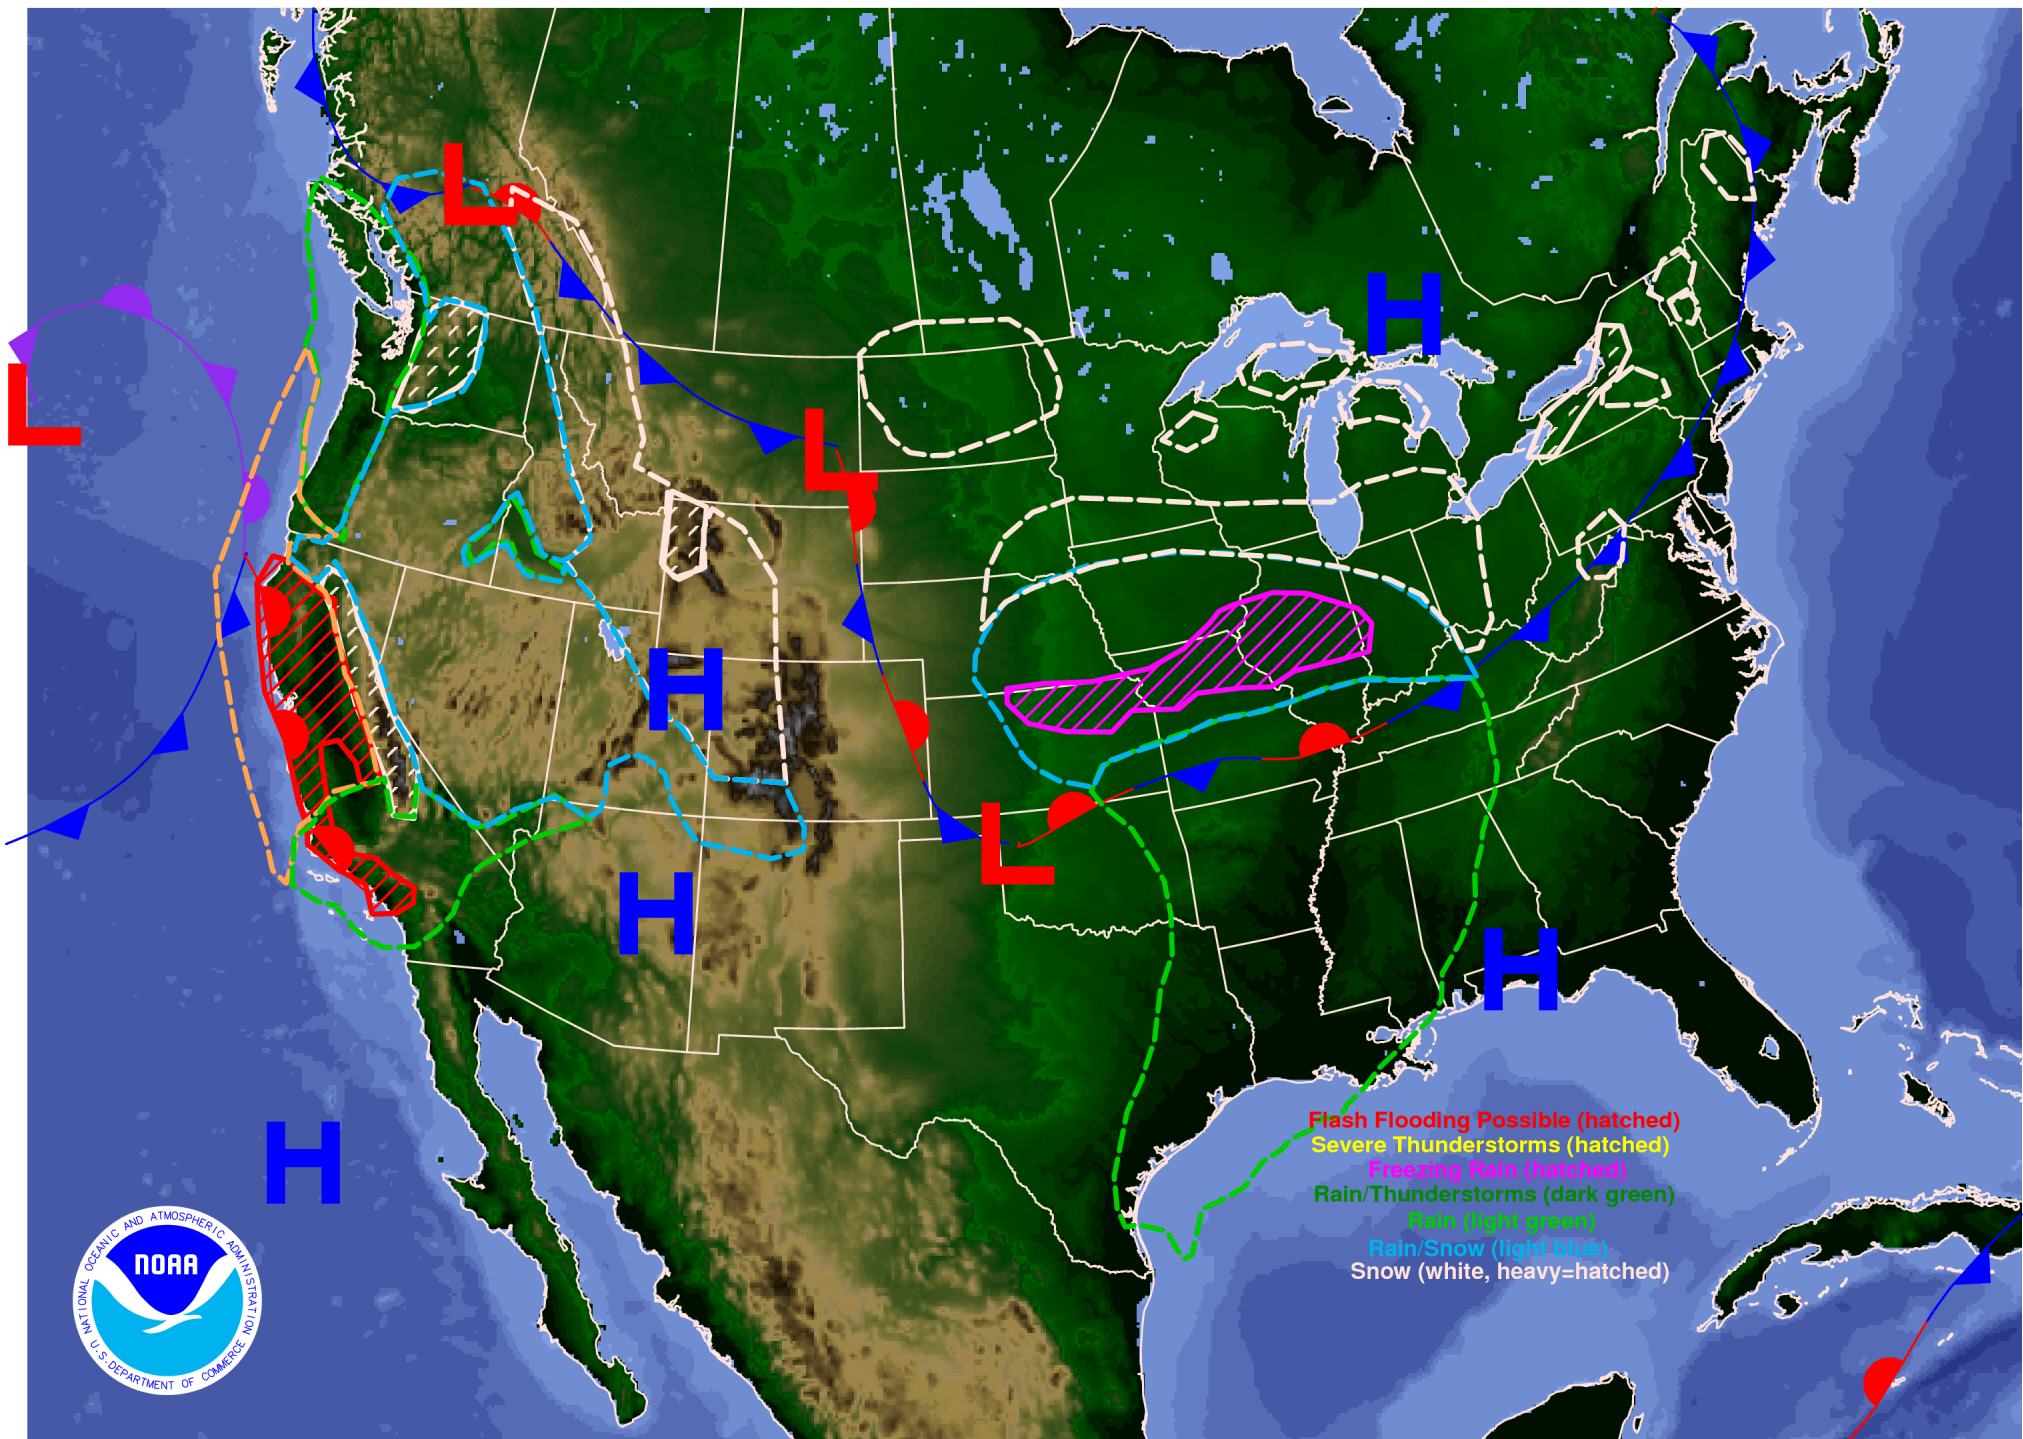 L
L
H
L
H
L
H
H
H
Flash Flooding Possible (hatched)
Severe Thunderstorms (hatched)
Freezing Rain (hatched)
Rain/Thunderstorms (dark green)
Rain (light green)
Rain/Snow (light blue)
Snow (white, heavy=hatched)
NATIONAL OCEANIC AND ATMOSPHERIC ADMINISTRATION
NOAA
U.S. DEPARTMENT OF COMMERCE